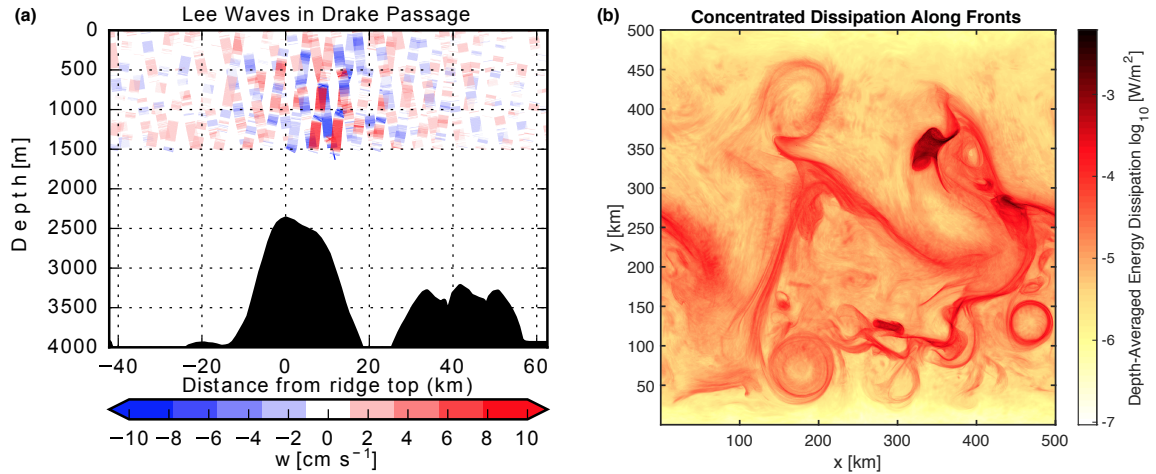 (a)
Lee Waves in Drake Passage
0
500
1000
1500
2000
2500
3000
3500
4000
Depth[m]
−40 −20 0 20 40 60
Distance from ridge top (km)
−10 −8 −6 −4 −2 0 2 4 6 8 10
w [cm s⁻¹]
(b)
Concentrated Dissipation Along Fronts
500
450
400
350
300
250
200
150
100
50
y [km]
100 200 300 400 500
x [km]
-3
-4
-5
-6
-7
Depth-Averaged Energy Dissipation log₁₀ [W/m²]